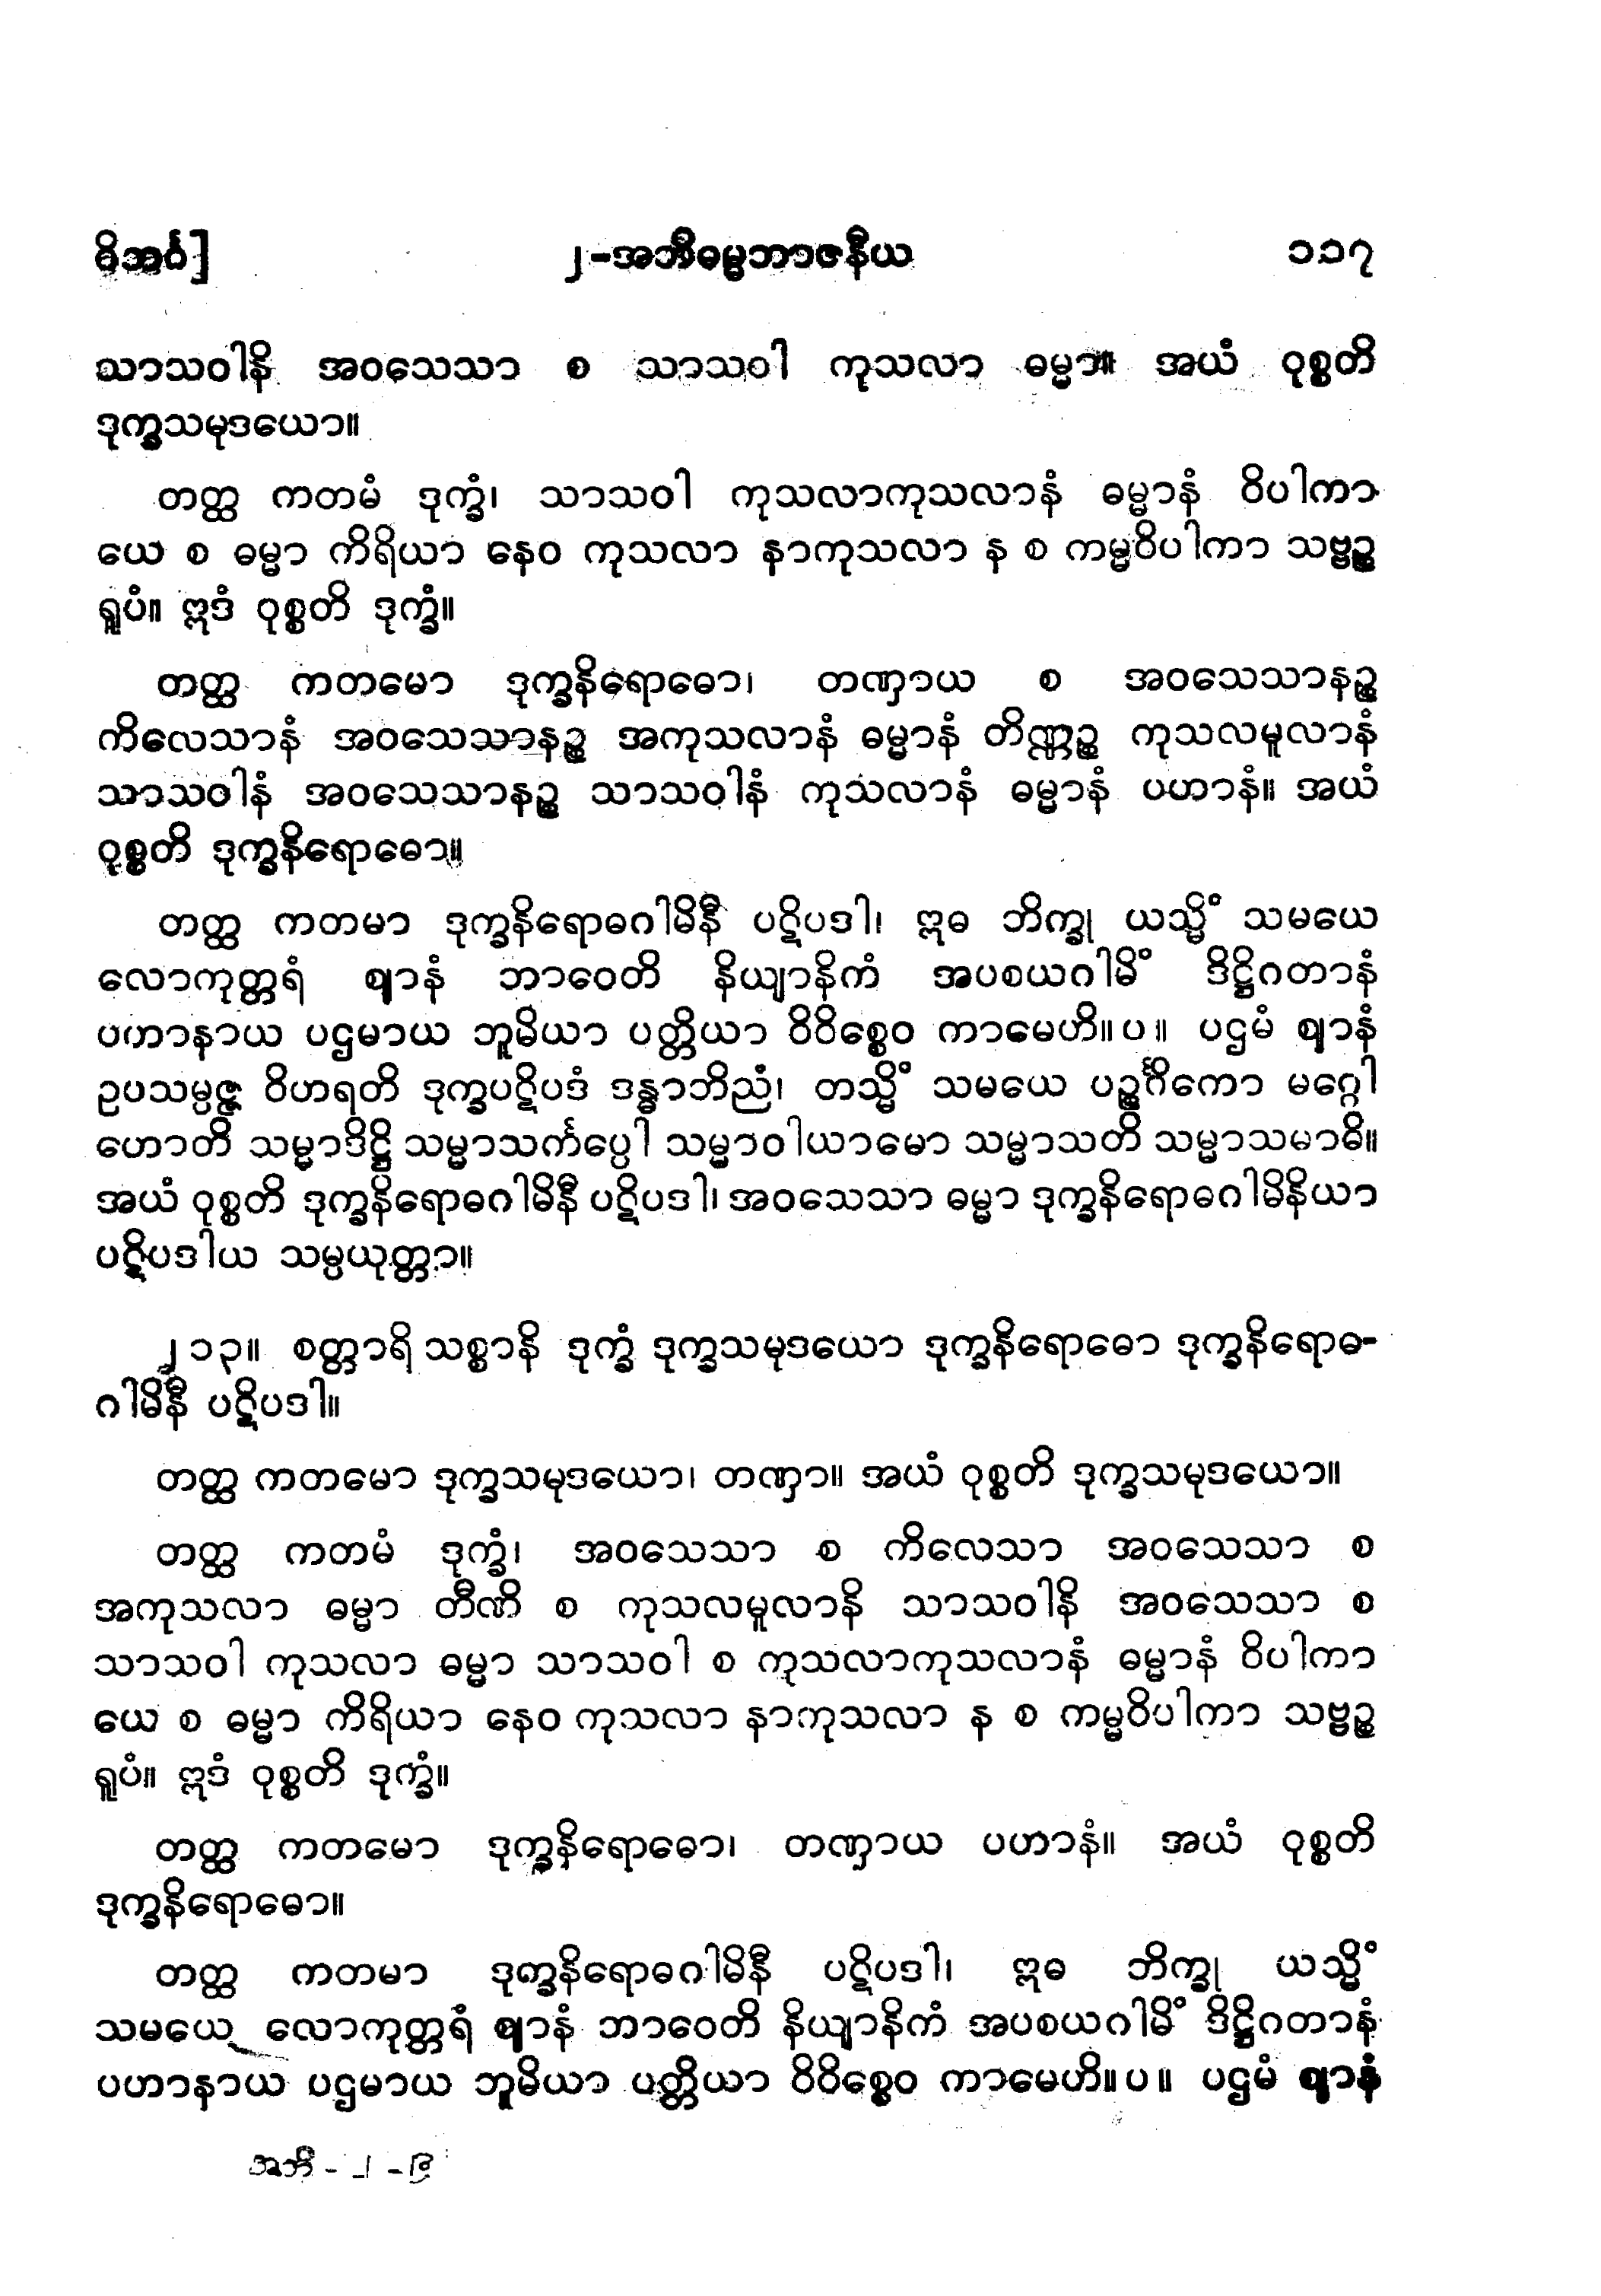 ဝိဘင်္ဂ] ၂-အဘိဓမ္မဘာဇနီယ ၁၁၇
သာသဝါနိ အဝသေသာ စ သာသဝါ ကုသလာ ဓမ္မာ။ အယံ ဝုစ္စတိ
ဒုက္ခသမုဒယော။
တတ္ထ ကတမံ ဒုက္ခံ၊ သာသဝါ ကုသလာကုသလာနံ ဓမ္မာနံ ဝိပါကာ
ယေ စ ဓမ္မာ ကိရိယာ နေဝ ကုသလာ နာကုသလာ န စ ကမ္မဝိပါကာ သဗ္ဗဉ္စ
ရူပံ။ ဣဒံ ဝုစ္စတိ ဒုက္ခံ။
တတ္ထ ကတမော ဒုက္ခနိရောဓော၊ တဏှာယ စ အဝသေသာနဉ္စ
ကိလေသာနံ အဝသေသာနဉ္စ အကုသလာနံ ဓမ္မာနံ တိဏ္ဏဉ္စ ကုသလမူလာနံ
သာသဝါနံ အဝသေသာနဉ္စ သာသဝါနံ ကုသလာနံ ဓမ္မာနံ ပဟာနံ။ အယံ
ဝုစ္စတိ ဒုက္ခနိရောဓော။
တတ္ထ ကတမာ ဒုက္ခနိရောဓဂါမိနီ ပဋိပဒါ၊ ဣဓ ဘိက္ခု ယသ္မိံ သမယေ
လောကုတ္တရံ ဈာနံ ဘာဝေတိ နိယျာနိကံ အပစယဂါမိံ ဒိဋ္ဌိဂတာနံ
ပဟာနာယ ပဌမာယ ဘူမိယာ ပတ္တိယာ ဝိဝိစ္စေဝ ကာမေဟိ။ပ။ ပဌမံ ဈာနံ
ဥပသမ္ပဇ္ဇ ဝိဟရတိ ဒုက္ခပဋိပဒံ ဒန္ဓာဘိညံ၊ တသ္မိံ သမယေ ပဉ္စင်္ဂိကော မဂ္ဂေါ
ဟောတိ သမ္မာဒိဋ္ဌိ သမ္မာသင်္ကပ္ပေါ သမ္မာဝါယာမော သမ္မာသတိ သမ္မာသမာဓိ။
အယံ ဝုစ္စတိ ဒုက္ခနိရောဓဂါမိနီ ပဋိပဒါ၊ အဝသေသာ ဓမ္မာ ဒုက္ခနိရောဓဂါမိနိယာ
ပဋိပဒါယ သမ္ပယုတ္တာ။
၂၁၃။ စတ္တာရိ သစ္စာနိ ဒုက္ခံ ဒုက္ခသမုဒယော ဒုက္ခနိရောဓော ဒုက္ခနိရောဓ-
ဂါမိနီ ပဋိပဒါ။
တတ္ထ ကတမော ဒုက္ခသမုဒယော၊ တဏှာ။ အယံ ဝုစ္စတိ ဒုက္ခသမုဒယော။
တတ္ထ ကတမံ ဒုက္ခံ၊ အဝသေသာ စ ကိလေသာ အဝသေသာ စ
အကုသလာ ဓမ္မာ တီဏိ စ ကုသလမူလာနိ သာသဝါနိ အဝသေသာ စ
သာသဝါ ကုသလာ ဓမ္မာ သာသဝါ စ ကုသလာကုသလာနံ ဓမ္မာနံ ဝိပါကာ
ယေ စ ဓမ္မာ ကိရိယာ နေဝ ကုသလာ နာကုသလာ န စ ကမ္မဝိပါကာ သဗ္ဗဉ္စ
ရူပံ။ ဣဒံ ဝုစ္စတိ ဒုက္ခံ။
တတ္ထ ကတမော ဒုက္ခနိရောဓော၊ တဏှာယ ပဟာနံ။ အယံ ဝုစ္စတိ
ဒုက္ခနိရောဓော။
တတ္ထ ကတမာ ဒုက္ခနိရောဓဂါမိနီ ပဋိပဒါ၊ ဣဓ ဘိက္ခု ယသ္မိံ
သမယေ လောကုတ္တရံ ဈာနံ ဘာဝေတိ နိယျာနိကံ အပစယဂါမိံ ဒိဋ္ဌိဂတာနံ
ပဟာနာယ ပဌမာယ ဘူမိယာ ပတ္တိယာ ဝိဝိစ္စေဝ ကာမေဟိ။ပ။ ပဌမံ ဈာနံ
အဘိ - ၂ - ၉